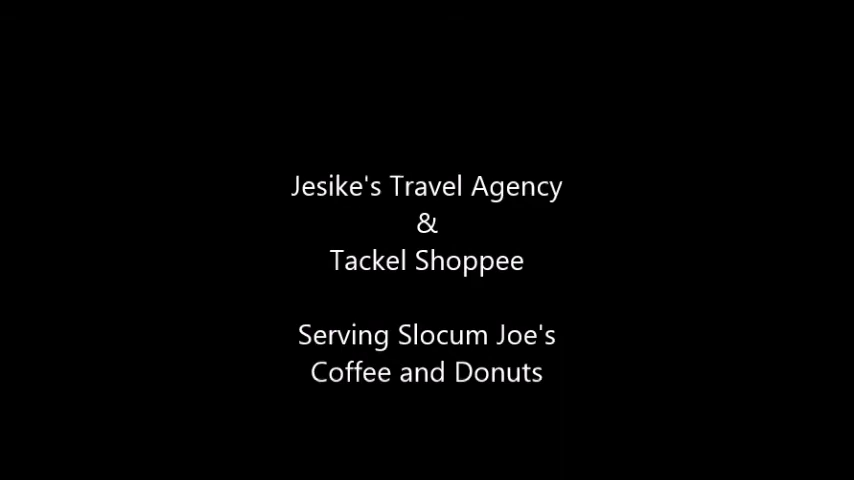 Jesike's Travel Agency
&
Tackel Shoppee
Serving Slocum Joe's
Coffee and Donuts